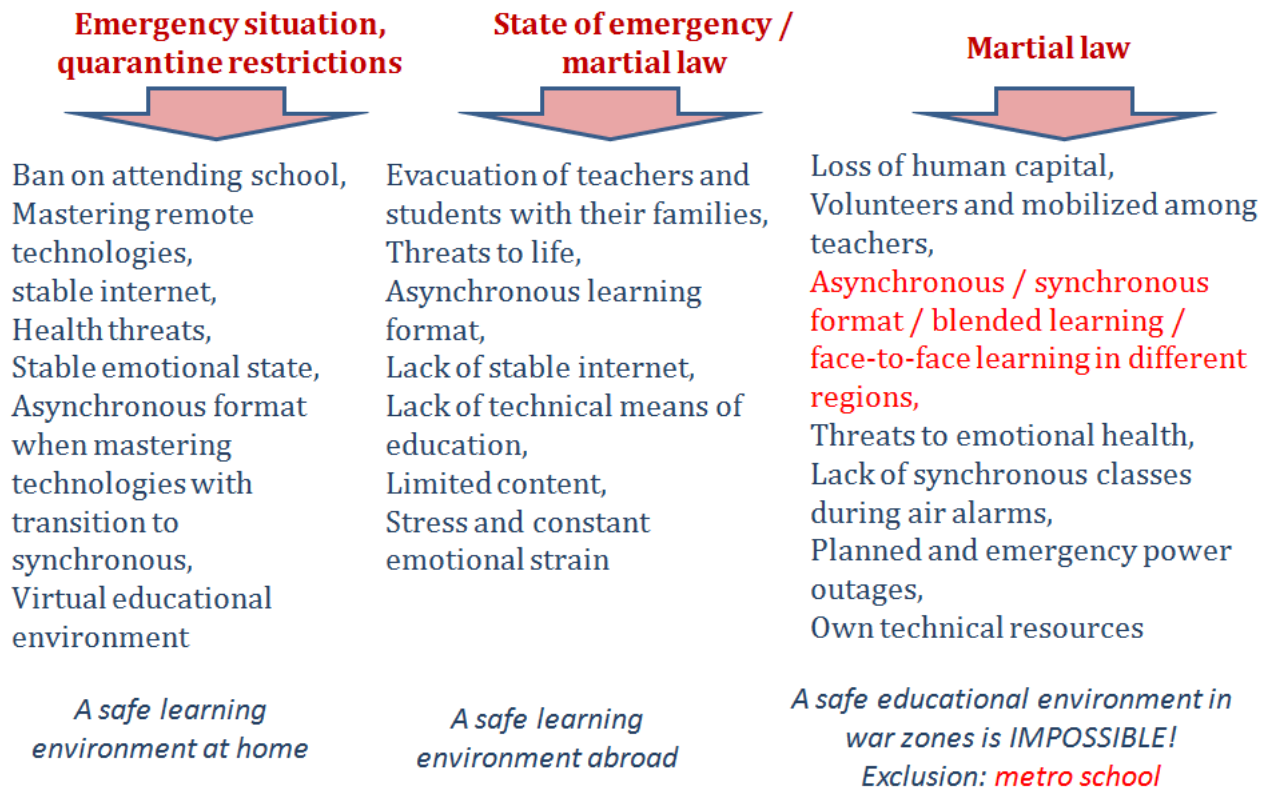 Emergency situation,
quarantine restrictions
Ban on attending school,
Mastering remote
technologies,
stable internet,
Health threats,
Stable emotional state,
Asynchronous format
when mastering
technologies with
transition to
synchronous,
Virtual educational
environment
A safe learning
environment at home
State of emergency /
martial law
Evacuation of teachers and
students with their families,
Threats to life,
Asynchronous learning
format,
Lack of stable internet,
Lack of technical means of
education,
Limited content,
Stress and constant
emotional strain
A safe learning
environment abroad
Martial law
Loss of human capital,
Volunteers and mobilized among
teachers,
Asynchronous / synchronous
format / blended learning /
face-to-face learning in different
regions,
Threats to emotional health,
Lack of synchronous classes
during air alarms,
Planned and emergency power
outages,
Own technical resources
A safe educational environment in
war zones is IMPOSSIBLE!
Exclusion: metro school